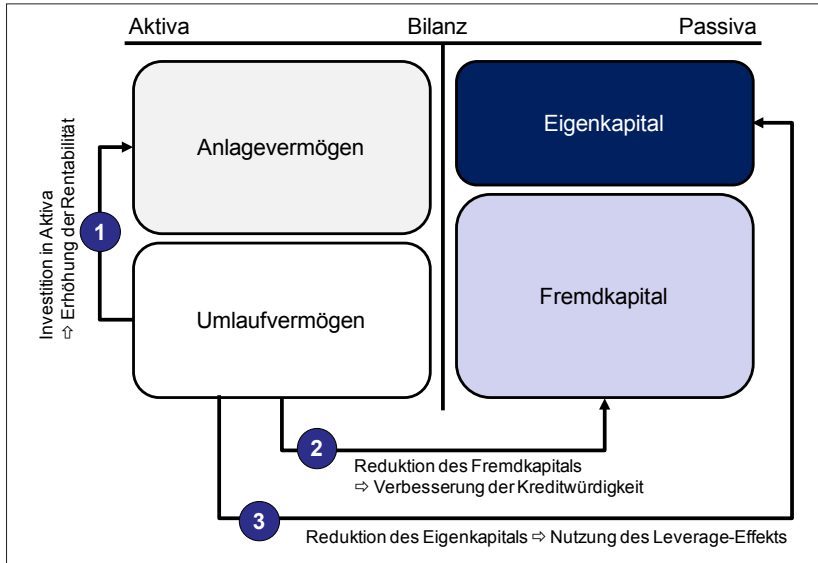 Aktiva Bilanz Passiva
Anlagevermögen
Eigenkapital
Investition in Aktiva
⇨ Erhöhung der Rentabilität
1
Umlaufvermögen
Fremdkapital
2
Reduktion des Fremdkapitals
⇨ Verbesserung der Kreditwürdigkeit
3
Reduktion des Eigenkapitals ⇨ Nutzung des Leverage-Effekts